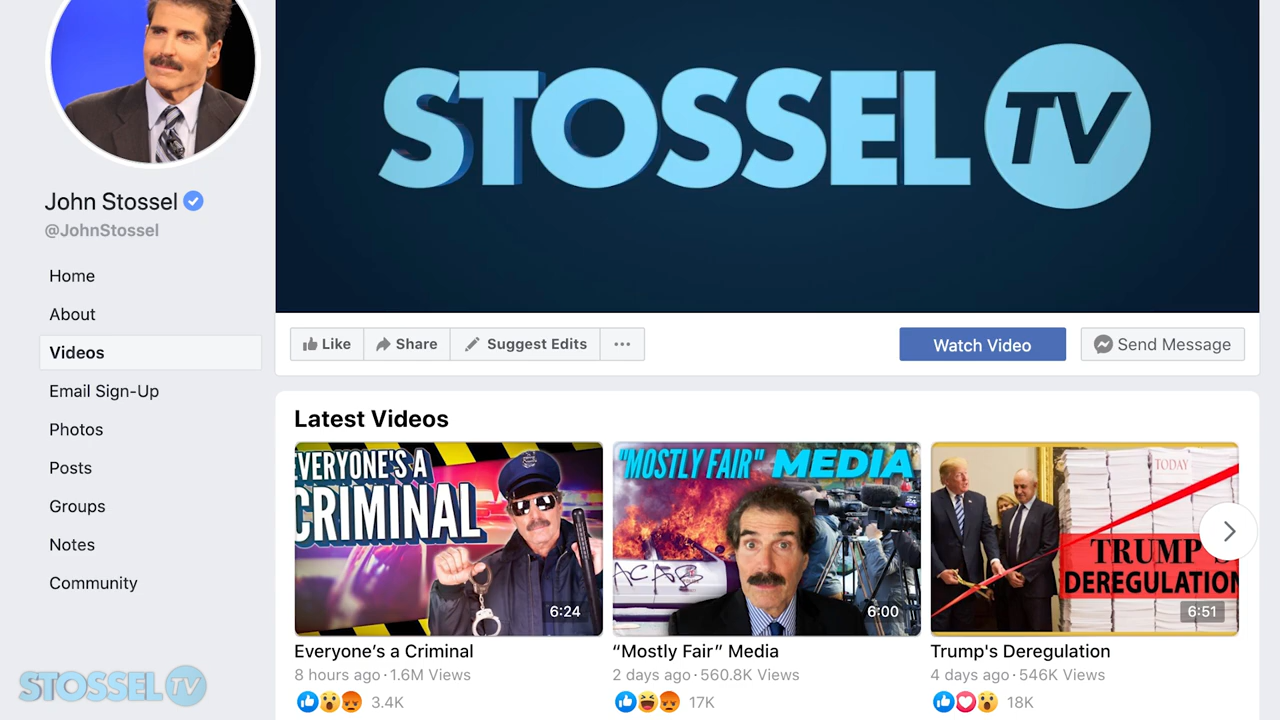 STOSSEL TV
John Stossel
@JohnStossel
Home
About
Videos
Email Sign-Up
Photos
Posts
Groups
Notes
Community
Like Share Suggest Edits ...
Watch Video Send Message
Latest Videos
EVERYONE'S A
CRIMINAL
6:24
"MOSTLY FAIR" MEDIA
ACAB
6:00
TODAY
TRUMP'S
DEREGULATION
6:51
Everyone's a Criminal
8 hours ago · 1.6M Views
3.4K
“Mostly Fair” Media
2 days ago · 560.8K Views
17K
Trump's Deregulation
4 days ago · 546K Views
18K
STOSSEL TV